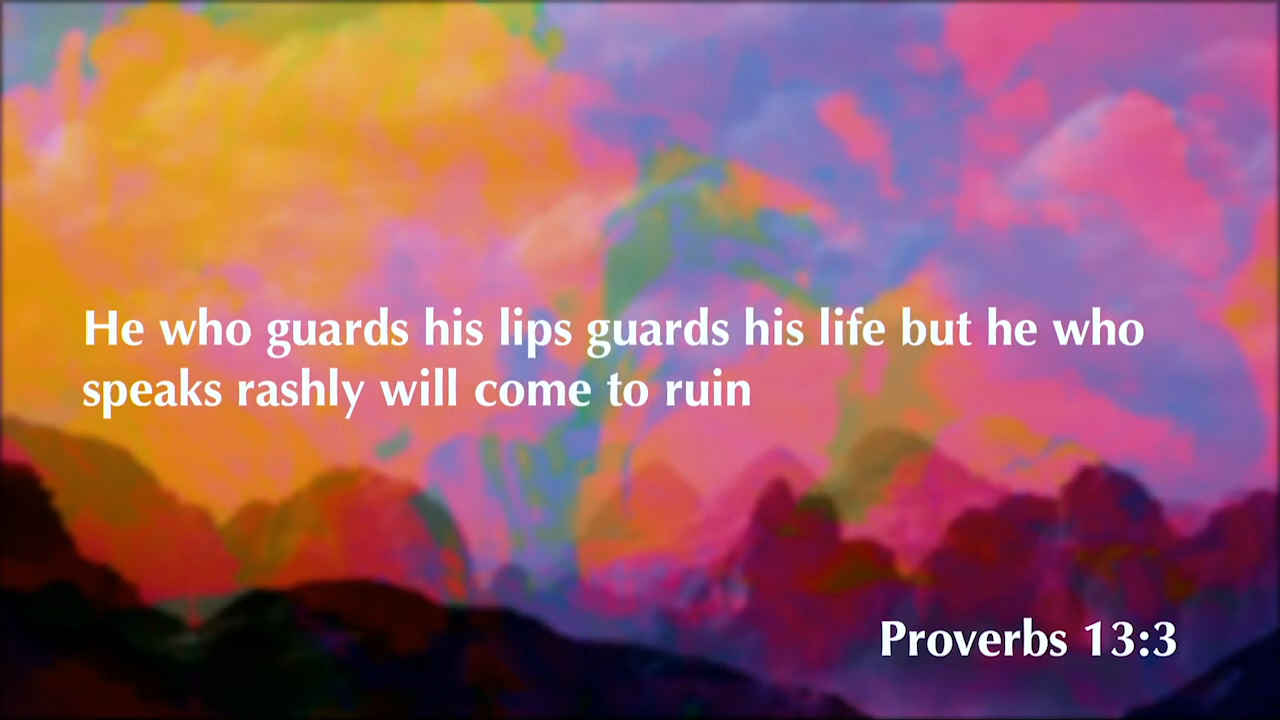 He who guards his lips guards his life but he who
speaks rashly will come to ruin
Proverbs 13:3